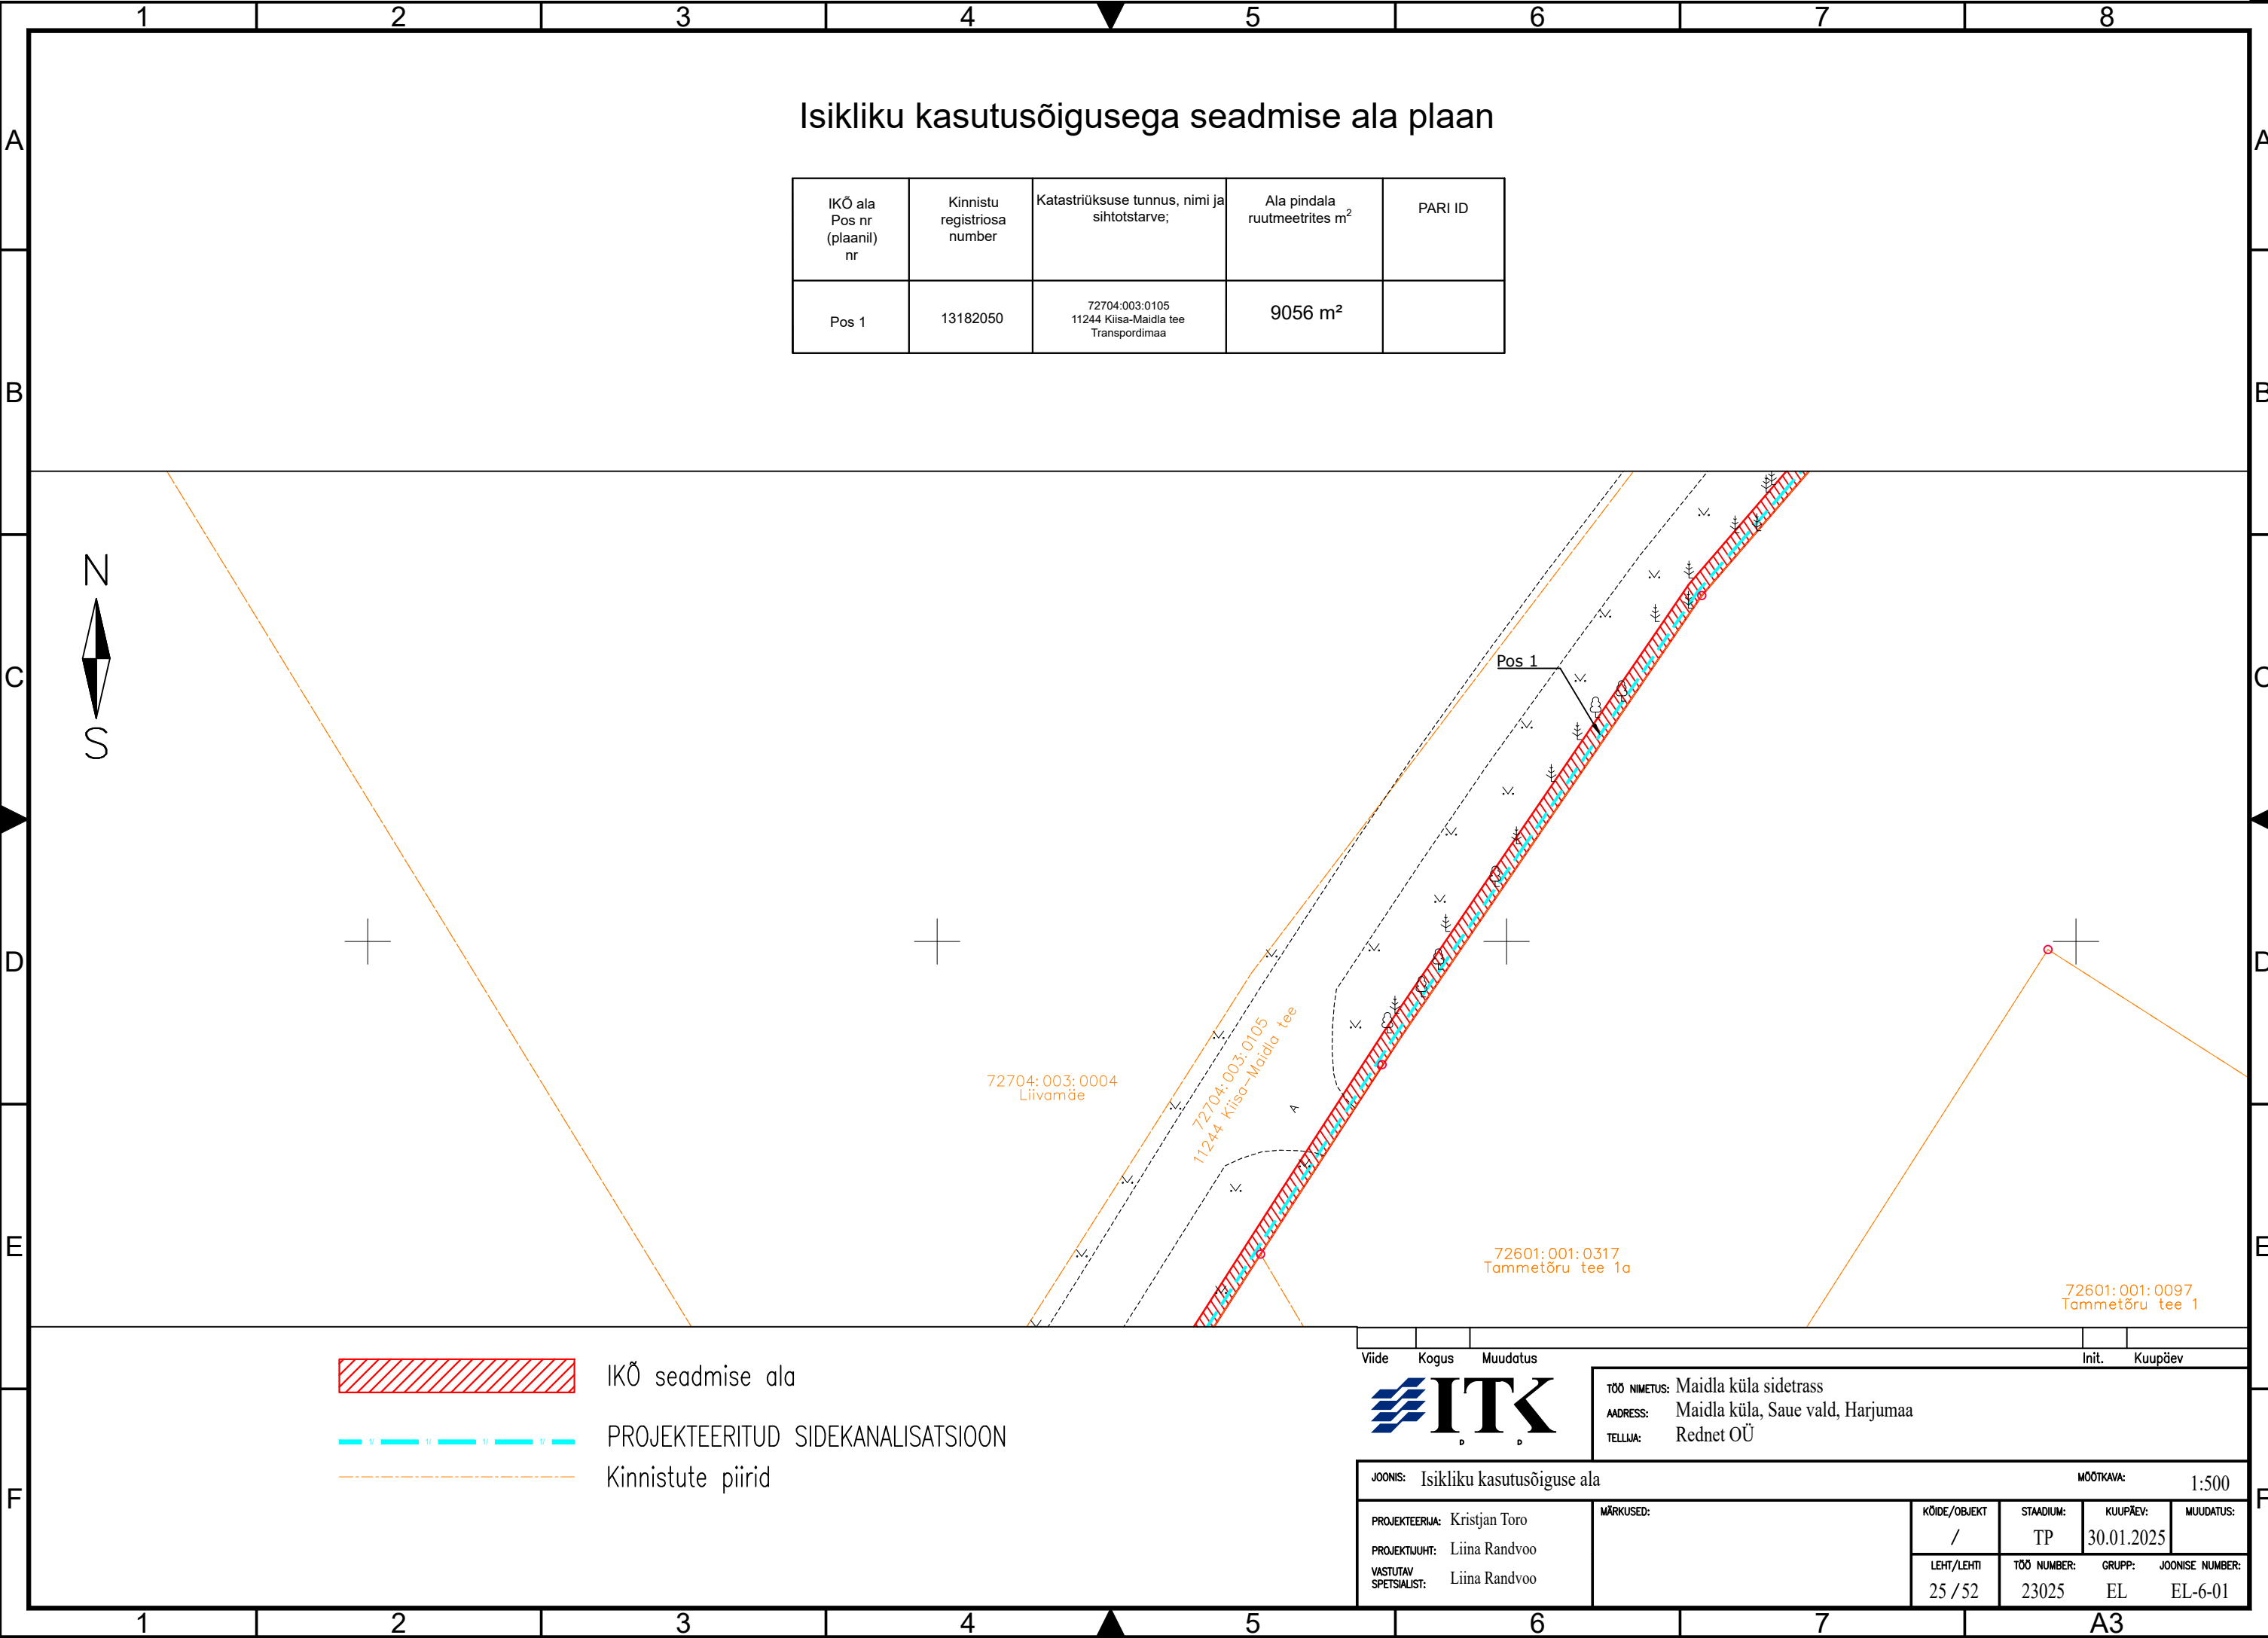 1 2 3 4 5 6 7 8
A A
B B
C C
D D
E E
F F
Isikliku kasutusõigusega seadmise ala plaan
IKÕ ala
Pos nr
(plaanil)
nr
Kinnistu
registriosa
number
Katastriüksuse tunnus, nimi ja
sihtotstarve;
Ala pindala
ruutmeetrites m²
PARI ID
Pos 1
13182050
72704:003:0105
11244 Kiisa-Maidla tee
Transpordimaa
9056 m²
N
S
Pos 1
72704:003:0004
Liivamäe
72704:003:0105
11244 Kiisa-Maidla tee
A
72601:001:0317
Tammetõru tee 1a
72601:001:0097
Tammetõru tee 1
IKÕ seadmise ala
PROJEKTEERITUD SIDEKANALISATSIOON
Kinnistute piirid
Viide Kogus Muudatus Init. Kuupäev
ITK
D D
TÖÖ NIMETUS: Maidla küla sidetrass
AADRESS: Maidla küla, Saue vald, Harjumaa
TELLIJA: Rednet OÜ
JOONIS: Isikliku kasutusõiguse ala
MÕÕTKAVA: 1:500
PROJEKTEERIJA: Kristjan Toro
PROJEKTIJUHT: Liina Randvoo
VASTUTAV
SPETSIALIST: Liina Randvoo
MÄRKUSED:
KÖIDE/OBJEKT STAADIUM: KUUPÄEV: MUUDATUS:
/ TP 30.01.2025
LEHT/LEHTI TÖÖ NUMBER: GRUPP: JOONISE NUMBER:
25 / 52 23025 EL EL-6-01
1 2 3 4 5 6 7 A3